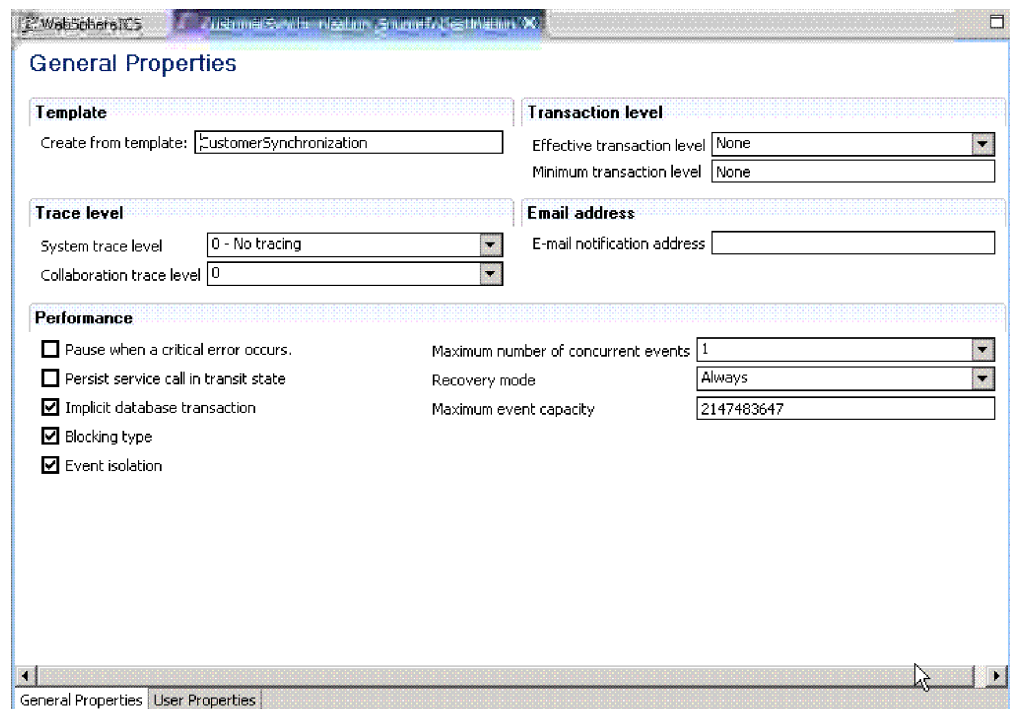 WebSphereICS
General Properties
Template
Create from template: CustomerSynchronization
Transaction level
Effective transaction level None
Minimum transaction level None
Trace level
System trace level 0 - No tracing
Collaboration trace level 0
Email address
E-mail notification address
Performance
Pause when a critical error occurs.
Persist service call in transit state
Implicit database transaction
Blocking type
Event isolation
Maximum number of concurrent events 1
Recovery mode Always
Maximum event capacity 2147483647
General Properties User Properties